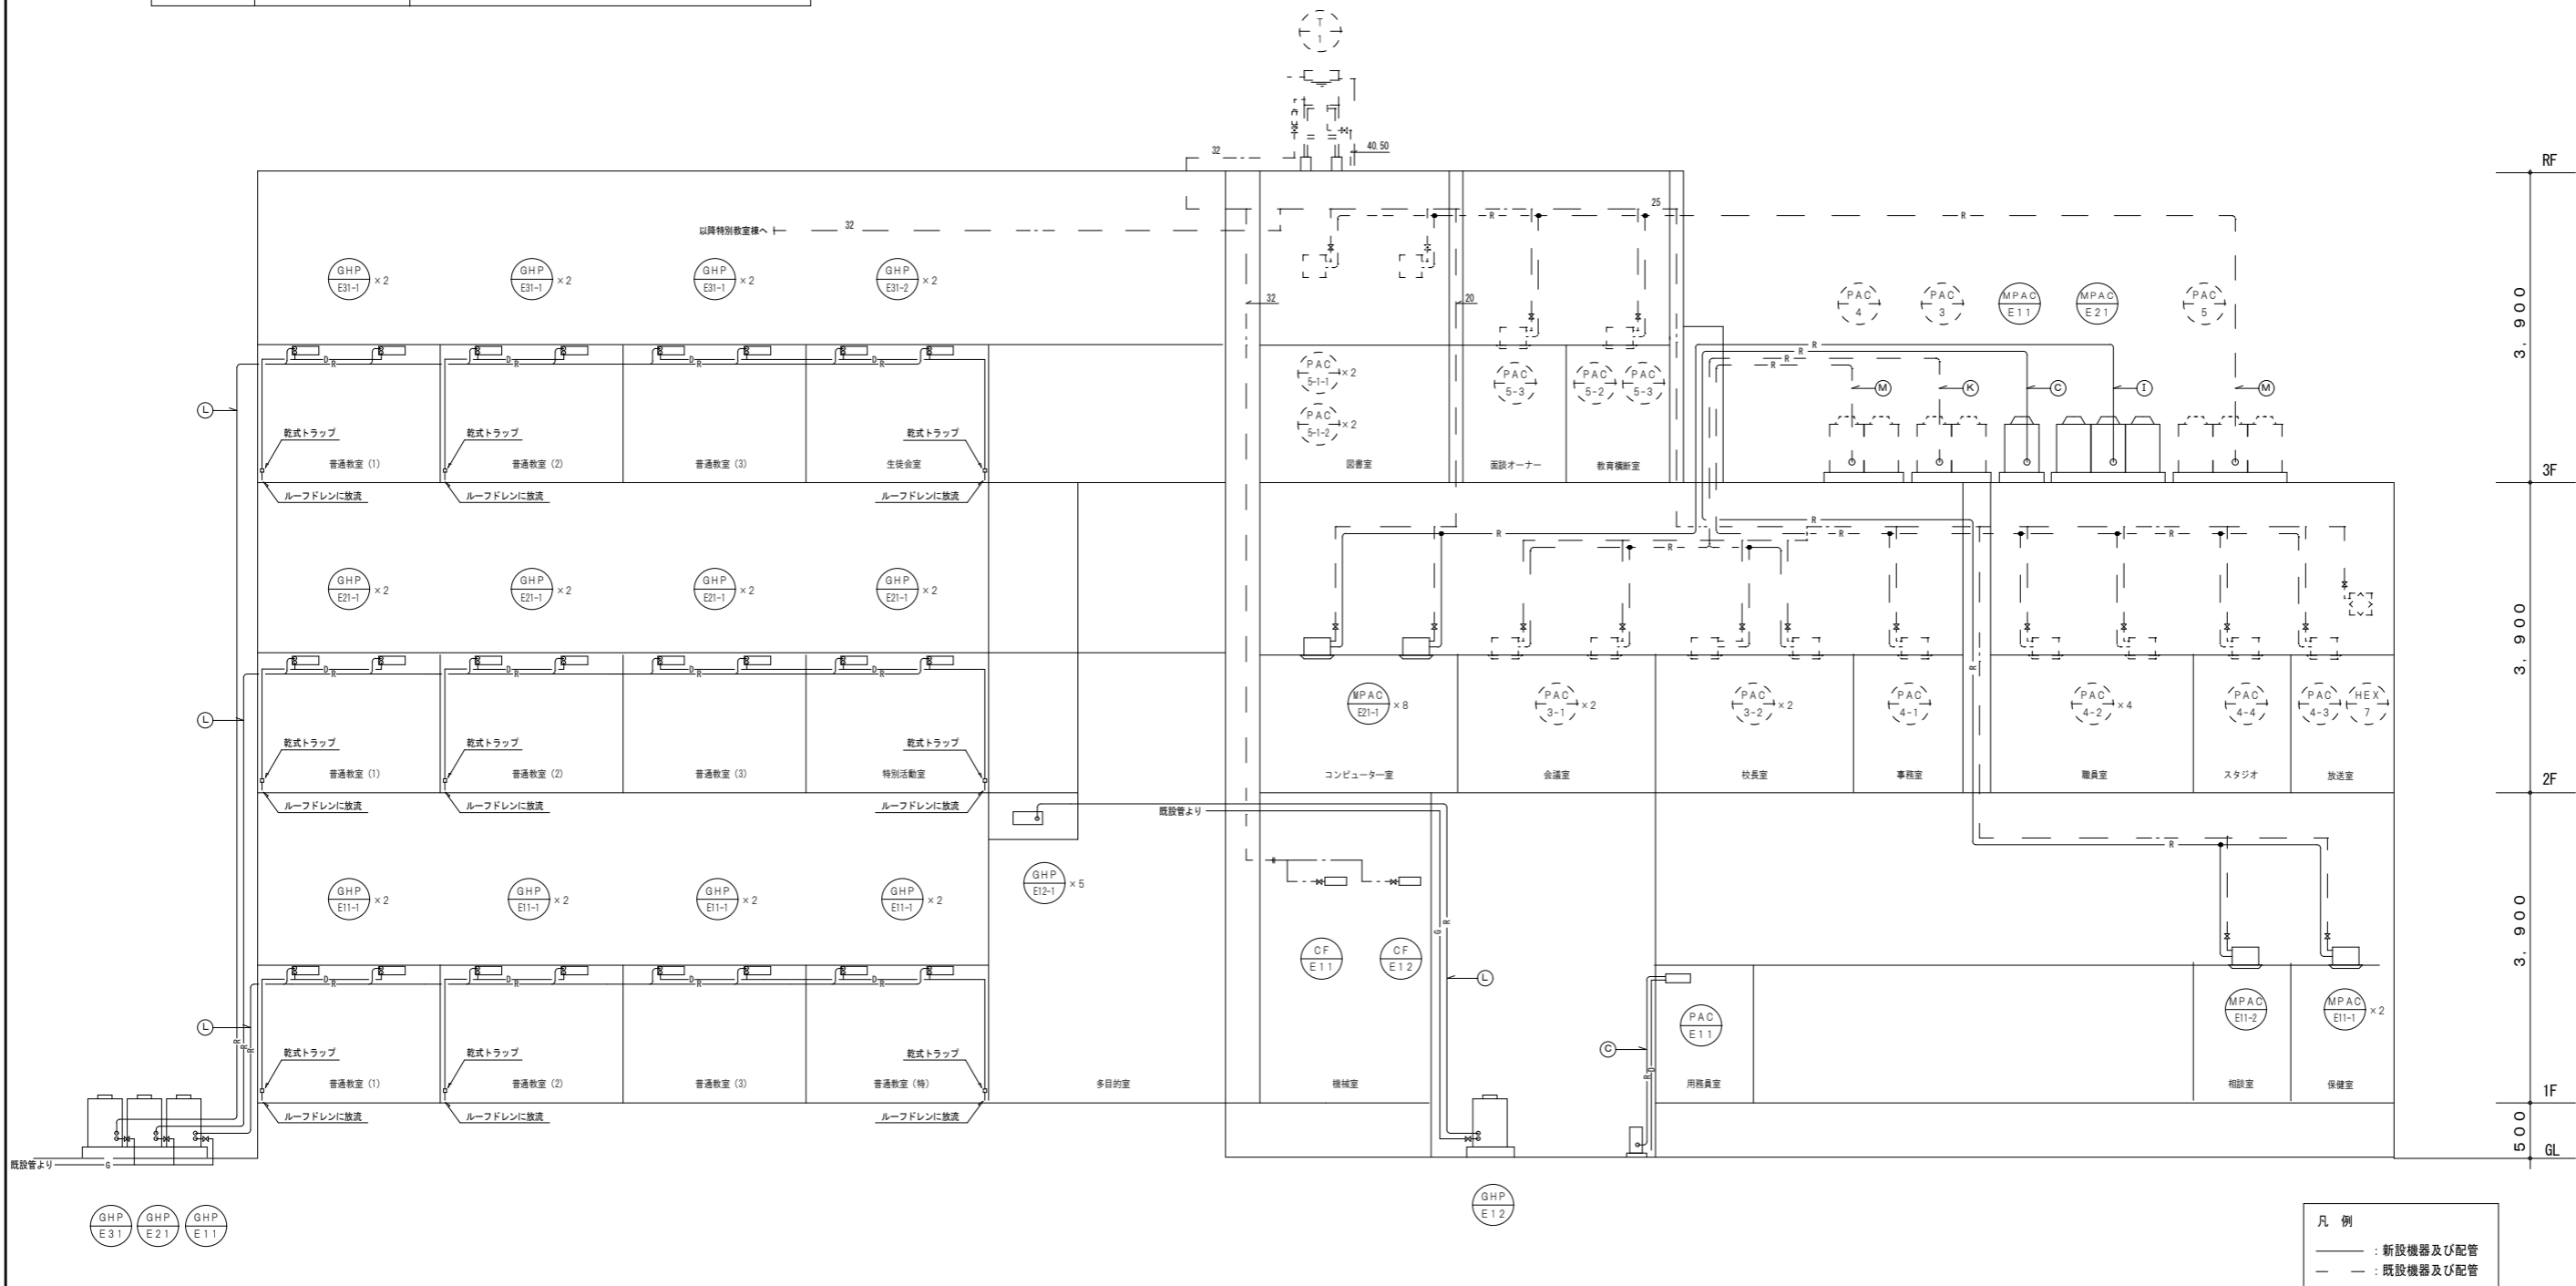 T
1
32
40.50
RF
以降特別教室棟へ
32
R
25
R
GHP
E31-1
×2
GHP
E31-1
×2
GHP
E31-1
×2
GHP
E31-2
×2
32
20
PAC
4
PAC
3
MPAC
E11
MPAC
E21
PAC
5
3,900
D
R
D
R
D
R
D
R
R
R
R
R
L
PAC
5-1-1
×2
PAC
5-1-2
×2
PAC
5-3
PAC
5-2
PAC
5-3
M
K
C
I
M
乾式トラップ
乾式トラップ
乾式トラップ
普通教室(1)
普通教室(2)
普通教室(3)
生徒会室
図書室
面談オーナー
教育横断室
3F
ルーフドレンに放流
ルーフドレンに放流
ルーフドレンに放流
R
R
R
R
R
GHP
E21-1
×2
GHP
E21-1
×2
GHP
E21-1
×2
GHP
E21-1
×2
3,900
D
R
D
R
D
R
D
R
R
L
MPAC
E21-1
×8
PAC
3-1
×2
PAC
3-2
×2
PAC
4-1
PAC
4-2
×4
PAC
4-4
PAC
4-3
HEX
7
乾式トラップ
乾式トラップ
乾式トラップ
普通教室(1)
普通教室(2)
普通教室(3)
特別活動室
コンピューター室
会議室
校長室
事務室
職員室
スタジオ
放送室
2F
ルーフドレンに放流
ルーフドレンに放流
ルーフドレンに放流
既設管より
R
GHP
E11-1
×2
GHP
E11-1
×2
GHP
E11-1
×2
GHP
E11-1
×2
GHP
E12-1
×5
G
R
CF
E11
CF
E12
3,900
D
R
D
R
D
R
D
R
L
L
R
R
R
C
R
D
PAC
E11
MPAC
E11-2
MPAC
E11-1
×2
乾式トラップ
乾式トラップ
乾式トラップ
普通教室(1)
普通教室(2)
普通教室(3)
普通教室(特)
多目的室
機械室
用務員室
相談室
保健室
1F
ルーフドレンに放流
ルーフドレンに放流
ルーフドレンに放流
500
既設管より
G
GL
GHP
E31
GHP
E21
GHP
E11
GHP
E12
凡 例
：新設機器及び配管
：既設機器及び配管